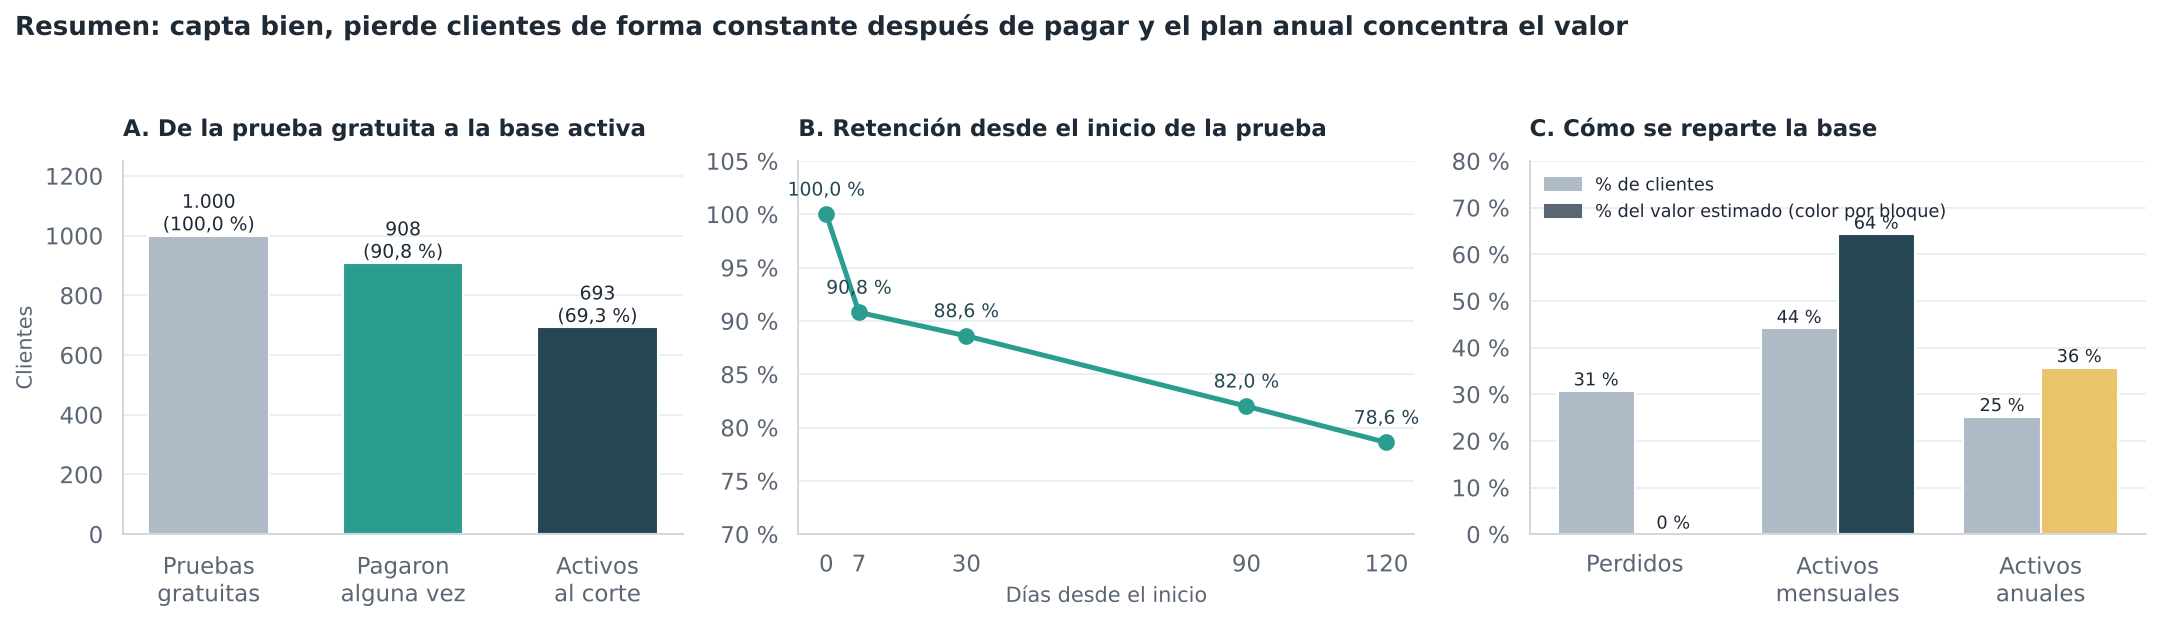 Resumen: capta bien, pierde clientes de forma constante después de pagar y el plan anual concentra el valor
A. De la prueba gratuita a la base activa
Clientes
1200
1000
800
600
400
200
0
1.000
(100,0 %)
908
(90,8 %)
693
(69,3 %)
Pruebas
gratuitas
Pagaron
alguna vez
Activos
al corte
B. Retención desde el inicio de la prueba
105 %
100 %
95 %
90 %
85 %
80 %
75 %
70 %
100,0 %
90,8 %
88,6 %
82,0 %
78,6 %
0
7
30
90
120
Días desde el inicio
C. Cómo se reparte la base
80 %
70 %
60 %
50 %
40 %
30 %
20 %
10 %
0 %
% de clientes
% del valor estimado (color por bloque)
31 %
0 %
44 %
64 %
25 %
36 %
Perdidos
Activos
mensuales
Activos
anuales